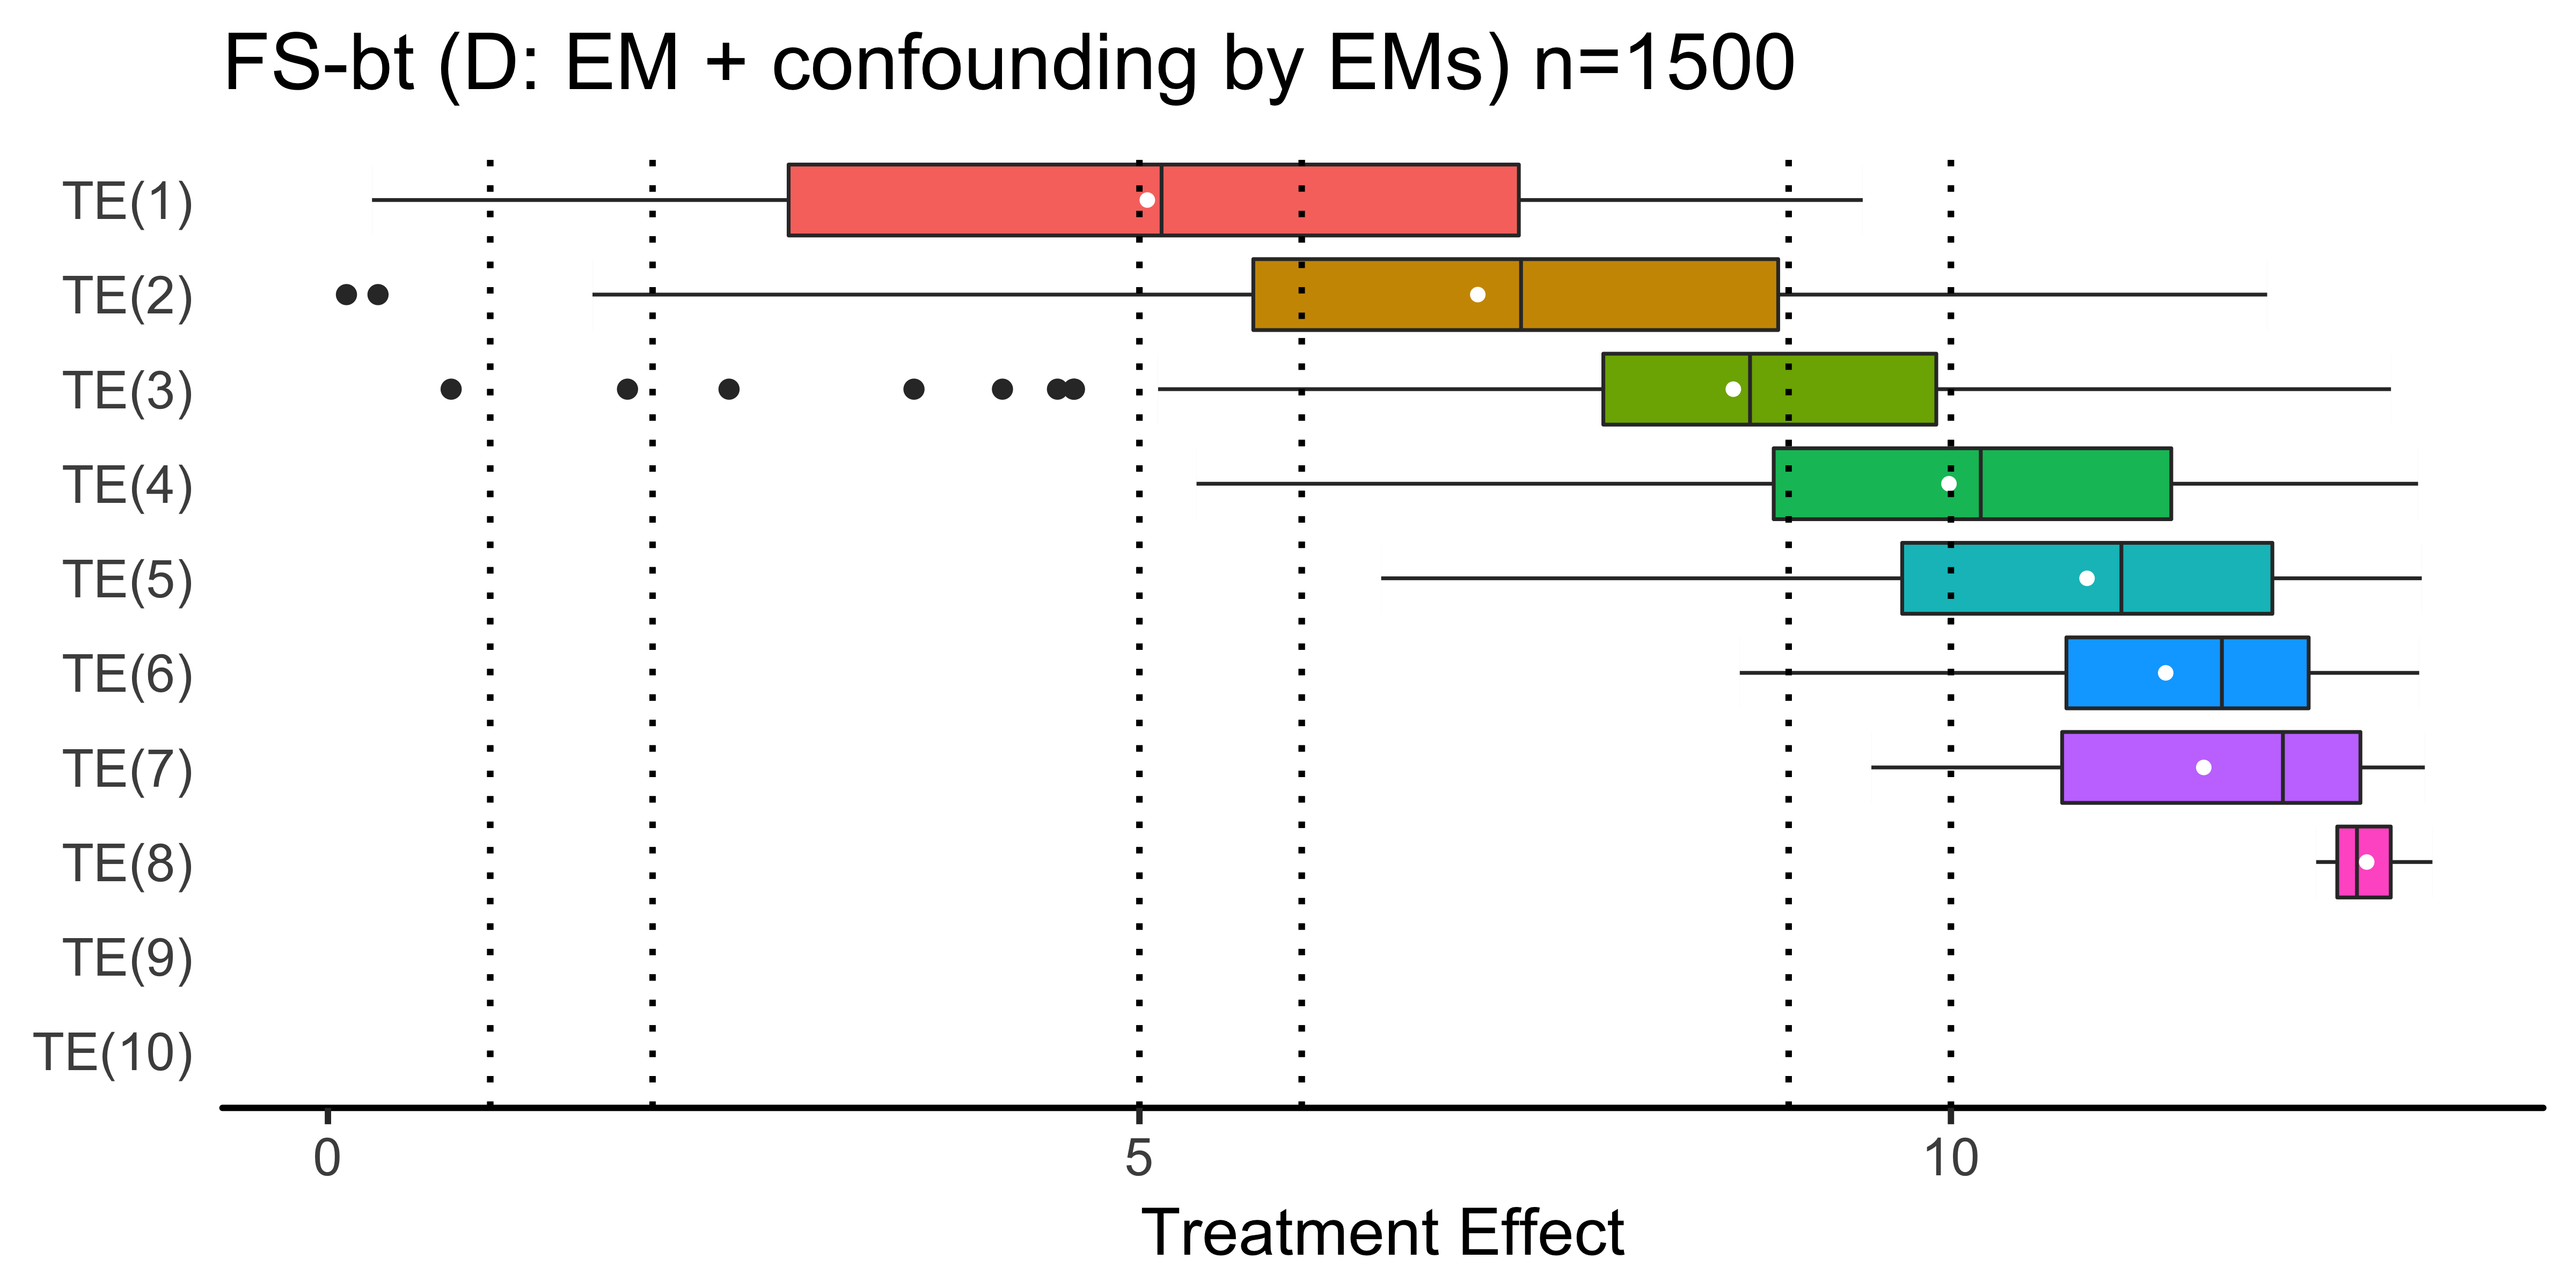 FS-bt (D: EM + confounding by EMs) n=1500
TE(1)
TE(2)
TE(3)
TE(4)
TE(5)
TE(6)
TE(7)
TE(8)
TE(9)
TE(10)
0 5 10
Treatment Effect